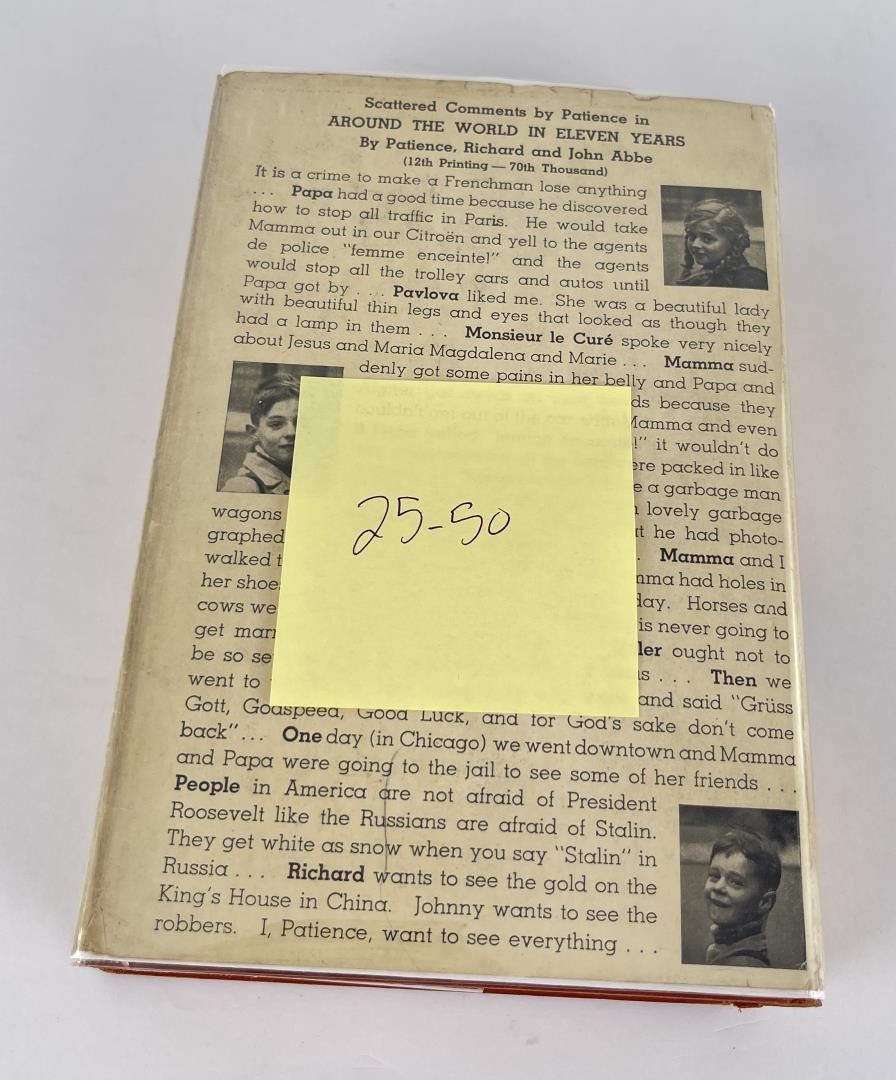 Scattered Comments by Patience in
AROUND THE WORLD IN ELEVEN YEARS
By Patience, Richard and John Abbe
(12th Printing — 70th Thousand)
It is a crime to make a Frenchman lose anything
... Papa had a good time because he discovered
how to stop all traffic in Paris. He would take
Mamma out in our Citroën and yell to the agents
de police "femme enceinte!" and the agents
would stop all the trolley cars and autos until
Papa got by ... Pavlova liked me. She was a beautiful lady
with beautiful thin legs and eyes that looked as though they
had a lamp in them ... Monsieur le Curé spoke very nicely
about Jesus and Maria Magdalena and Marie ... Mamma sud-
denly got some pains in her belly and Papa and
ds because they
couldn't get out of the car with Mamma and even
!" it wouldn't do
ere packed in like
e a garbage man
wagons lovely garbage
graphed t he had photo-
walked t . Mamma and I
her shoe mma had holes in
cows we day. Horses and
get marr is never going to
be so se ler ought not to
went to s ... Then we
and said "Grüss
Gott, Godspeed, Good Luck, and for God's sake don't come
back"... One day (in Chicago) we went downtown and Mamma
and Papa were going to the jail to see some of her friends ...
People in America are not afraid of President
Roosevelt like the Russians are afraid of Stalin.
They get white as snow when you say "Stalin" in
Russia ... Richard wants to see the gold on the
King's House in China. Johnny wants to see the
robbers. I, Patience, want to see everything ...
25-50